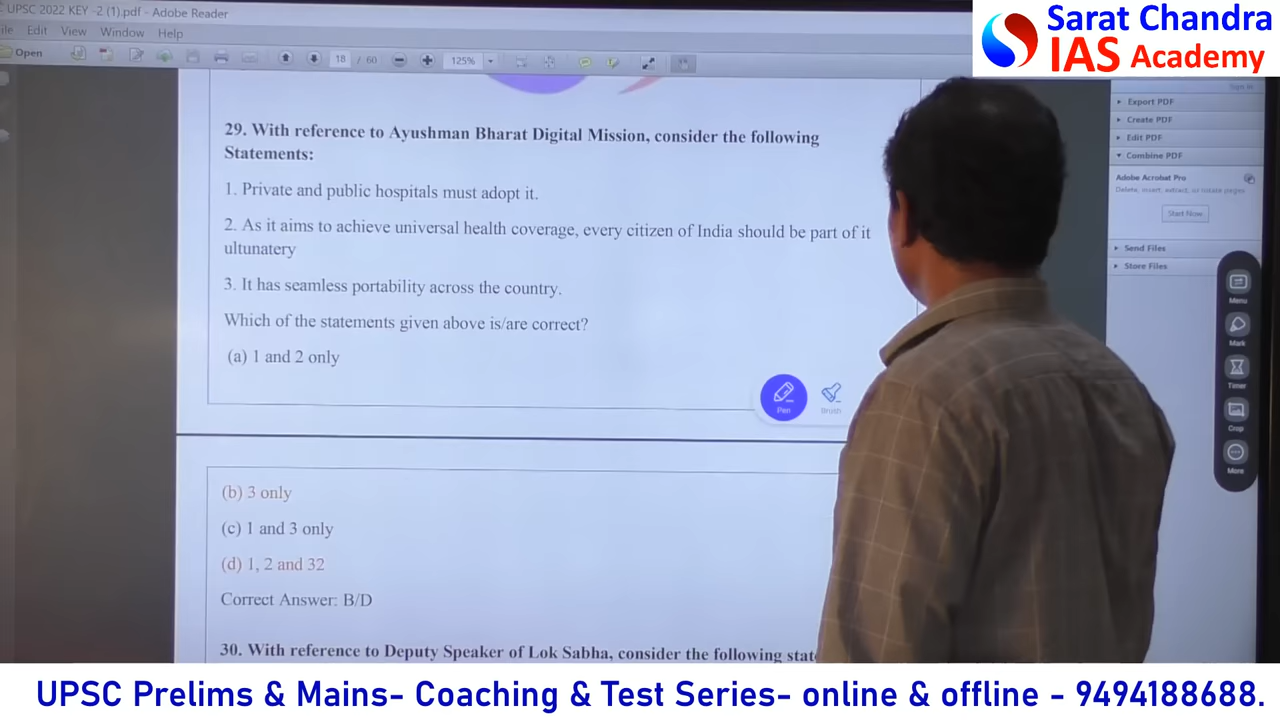 UPSC 2022 KEY -2 (1).pdf - Adobe Reader
Sarat Chandra
IAS Academy
Edit View Window Help
Open
18 / 60
125%
Export PDF
Create PDF
Edit PDF
Combine PDF
Adobe Acrobat Pro
Start Now
Send Files
Store Files
29. With reference to Ayushman Bharat Digital Mission, consider the following
Statements:
1. Private and public hospitals must adopt it.
2. As it aims to achieve universal health coverage, every citizen of India should be part of it
ultunatery
3. It has seamless portability across the country.
Which of the statements given above is/are correct?
(a) 1 and 2 only
Pen
Brush
Menu
Mark
Timer
Crop
More
(b) 3 only
(c) 1 and 3 only
(d) 1, 2 and 32
Correct Answer: B/D
30. With reference to Deputy Speaker of Lok Sabha, consider the following
UPSC Prelims & Mains- Coaching & Test Series- online & offline - 9494188688.